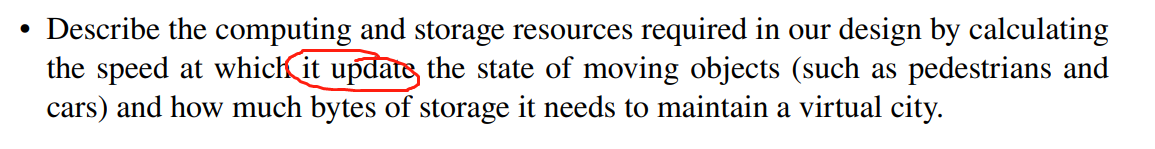 • Describe the computing and storage resources required in our design by calculating
the speed at which it update the state of moving objects (such as pedestrians and
cars) and how much bytes of storage it needs to maintain a virtual city.